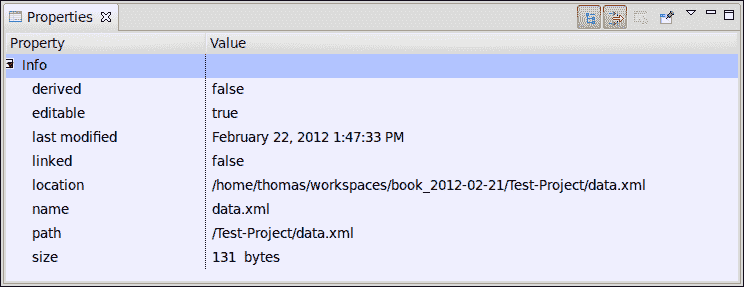 Properties
Property Value
Info
derived false
editable true
last modified February 22, 2012 1:47:33 PM
linked false
location /home/thomas/workspaces/book_2012-02-21/Test-Project/data.xml
name data.xml
path /Test-Project/data.xml
size 131 bytes